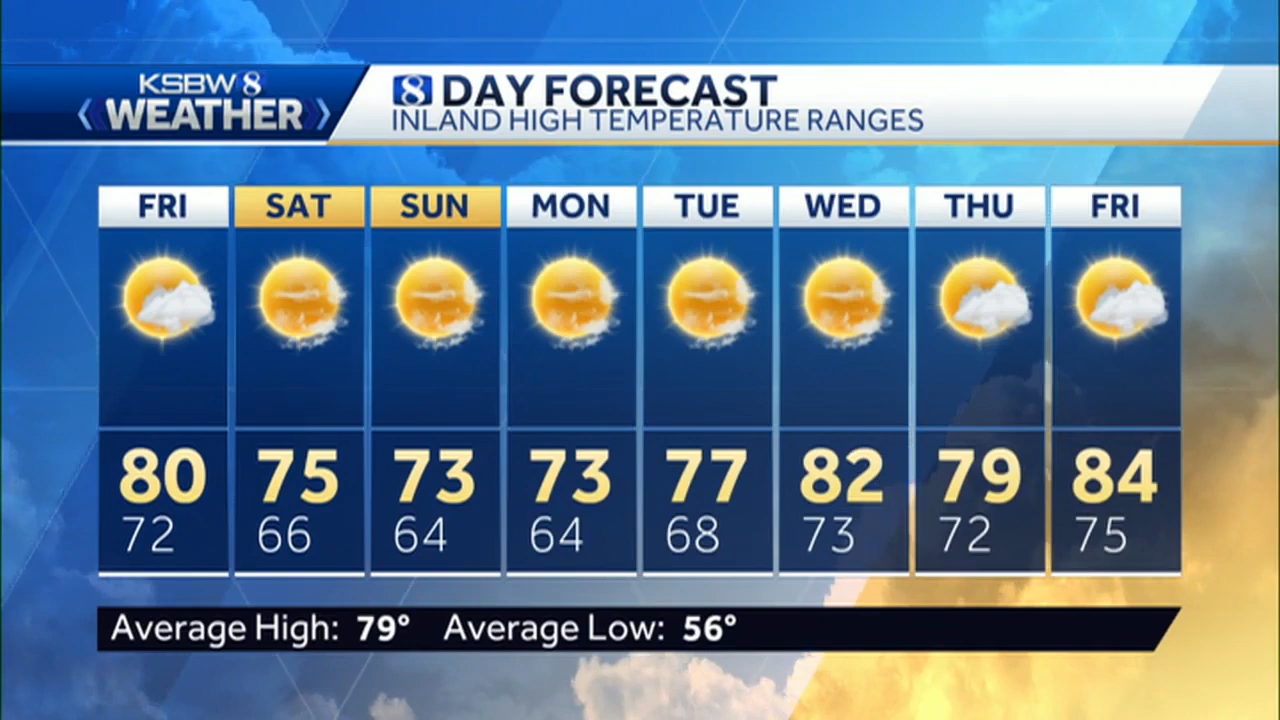 KSBW 8
WEATHER
8 DAY FORECAST
INLAND HIGH TEMPERATURE RANGES
FRI SAT SUN MON TUE WED THU FRI
80 75 73 73 77 82 79 84
72 66 64 64 68 73 72 75
Average High: 79° Average Low: 56°